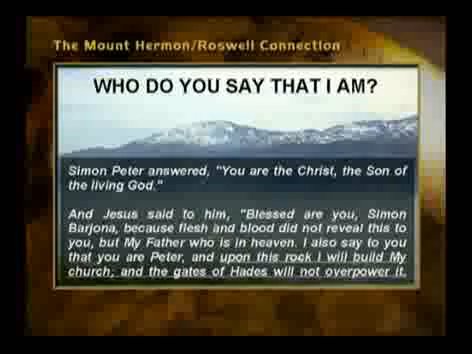 The Mount Hermon/Roswell Connection
WHO DO YOU SAY THAT I AM?
Simon Peter answered, "You are the Christ, the Son of
the living God."
And Jesus said to him, "Blessed are you, Simon
Barjona, because flesh and blood did not reveal this to
you, but My Father who is in heaven. I also say to you
that you are Peter, and upon this rock I will build My
church; and the gates of Hades will not overpower it.